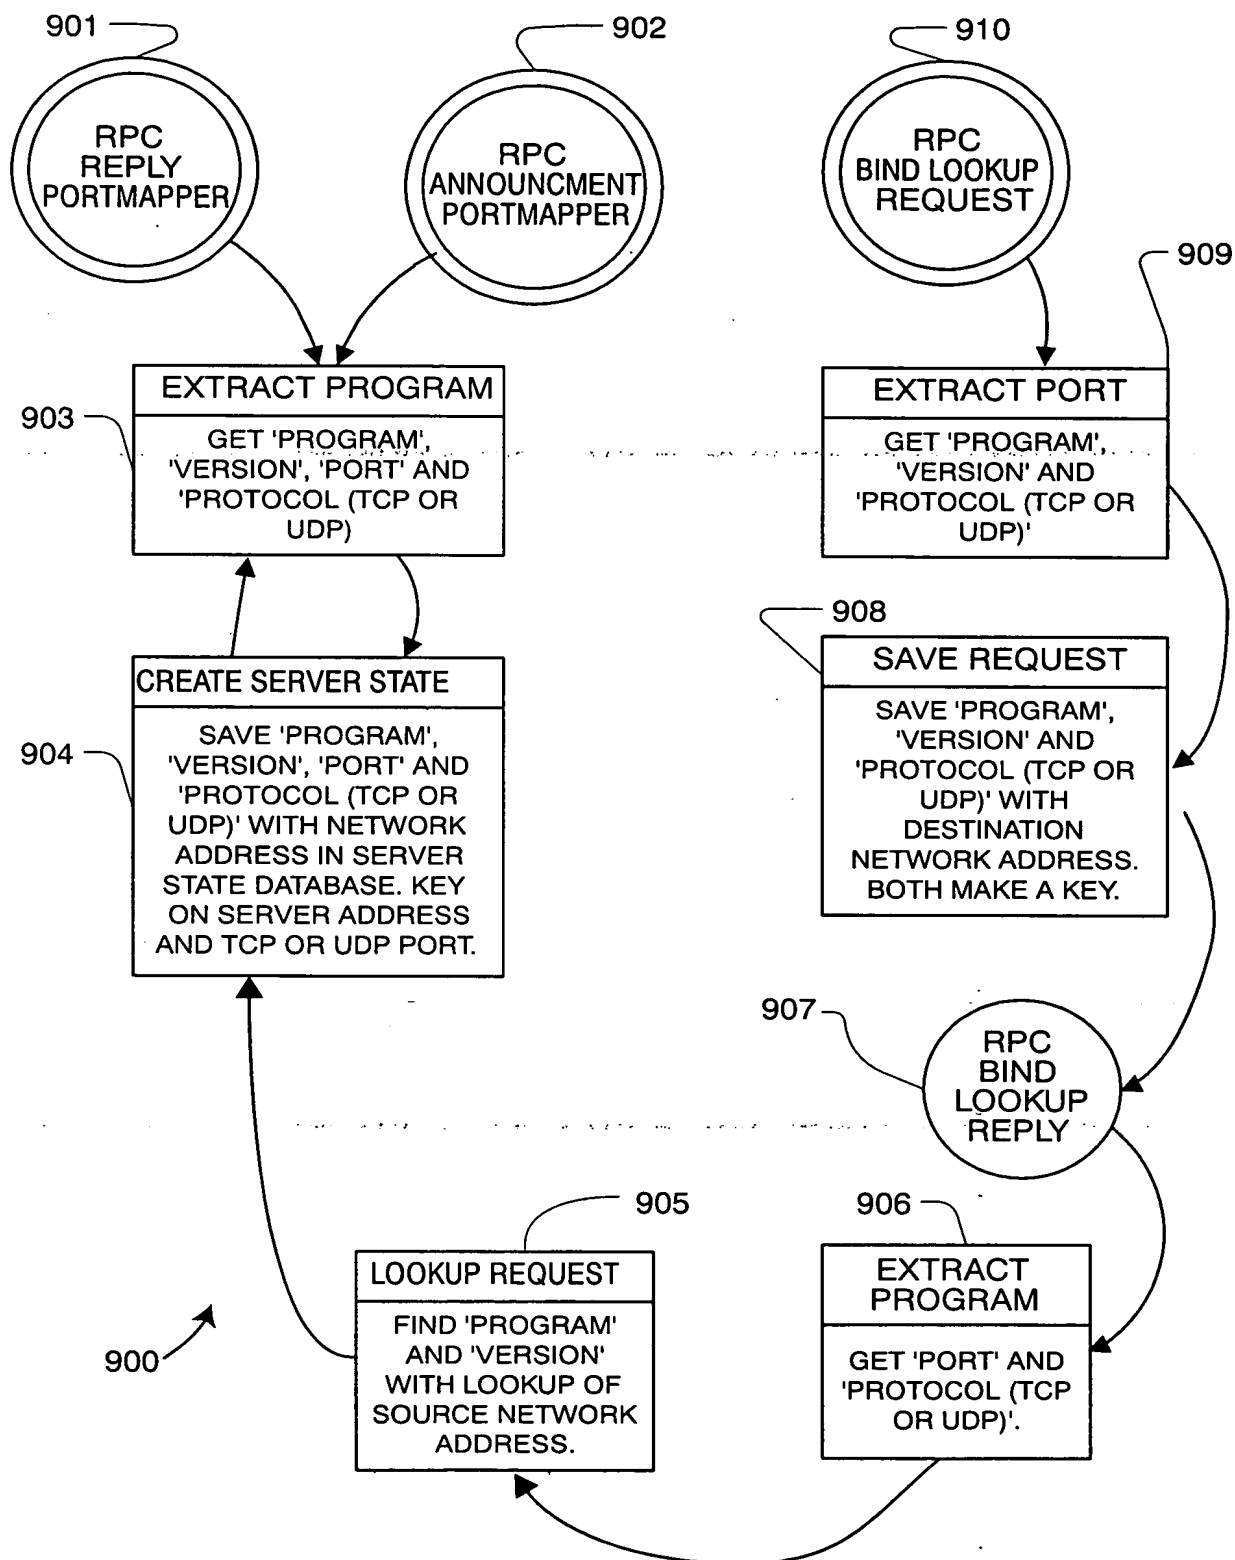 901
902
910
RPC
REPLY
PORTMAPPER
RPC
ANNOUNCMENT
PORTMAPPER
RPC
BIND LOOKUP
REQUEST
909
EXTRACT PROGRAM
903
GET 'PROGRAM',
'VERSION', 'PORT' AND
'PROTOCOL (TCP OR
UDP)
EXTRACT PORT
GET 'PROGRAM',
'VERSION' AND
'PROTOCOL (TCP OR
UDP)'
908
CREATE SERVER STATE
904
SAVE 'PROGRAM',
'VERSION', 'PORT' AND
'PROTOCOL (TCP OR
UDP)' WITH NETWORK
ADDRESS IN SERVER
STATE DATABASE. KEY
ON SERVER ADDRESS
AND TCP OR UDP PORT.
SAVE REQUEST
SAVE 'PROGRAM',
'VERSION' AND
'PROTOCOL (TCP OR
UDP)' WITH
DESTINATION
NETWORK ADDRESS.
BOTH MAKE A KEY.
907
RPC
BIND
LOOKUP
REPLY
905
906
LOOKUP REQUEST
FIND 'PROGRAM'
AND 'VERSION'
WITH LOOKUP OF
SOURCE NETWORK
ADDRESS.
EXTRACT
PROGRAM
GET 'PORT' AND
'PROTOCOL (TCP
OR UDP)'.
900